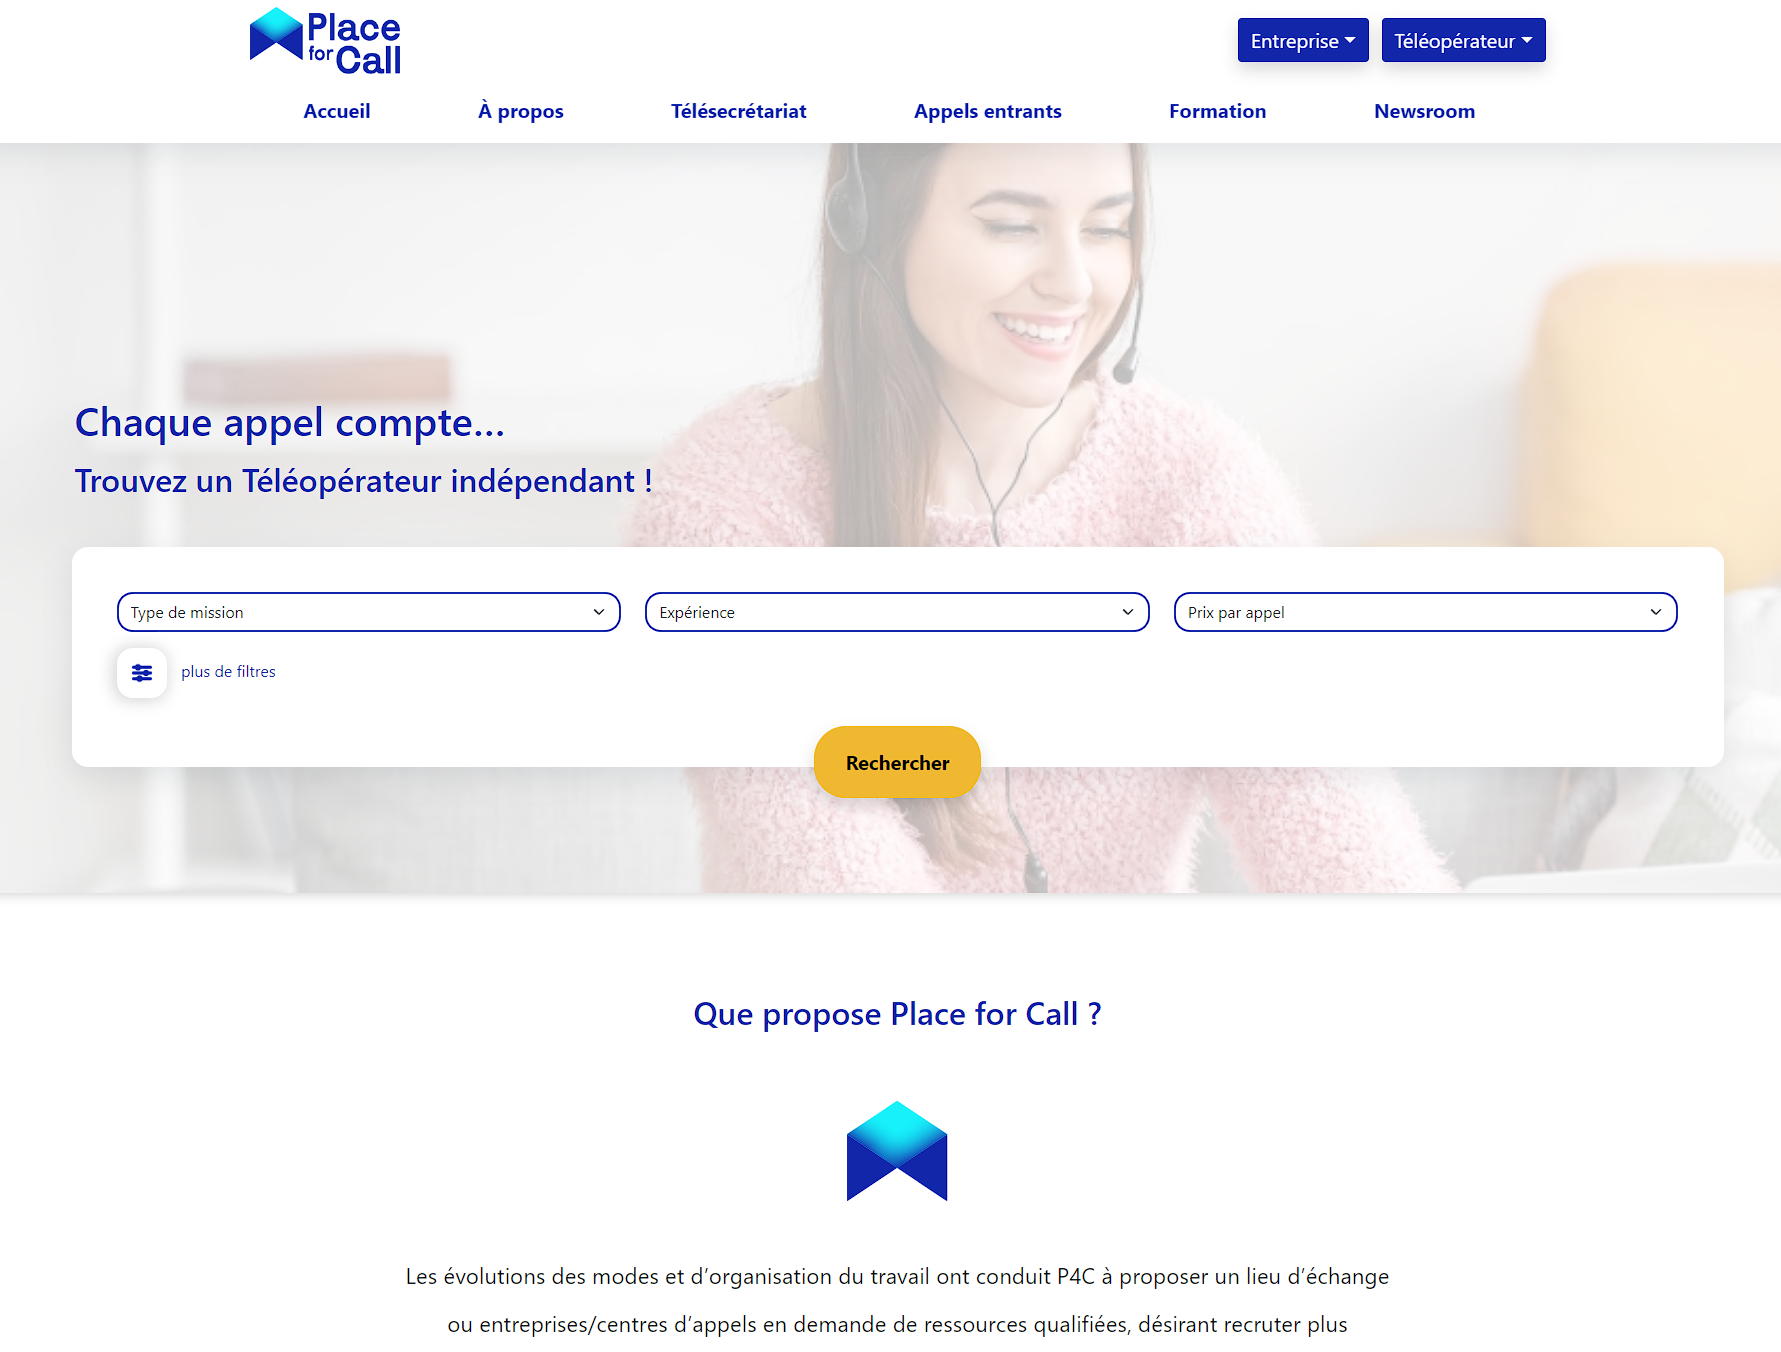 Place
for Call
Entreprise
Téléopérateur
Accueil
À propos
Télésecrétariat
Appels entrants
Formation
Newsroom
Chaque appel compte...
Trouvez un Téléopérateur indépendant !
Type de mission
Expérience
Prix par appel
plus de filtres
Rechercher
Que propose Place for Call ?
Les évolutions des modes et d’organisation du travail ont conduit P4C à proposer un lieu d’échange
ou entreprises/centres d’appels en demande de ressources qualifiées, désirant recruter plus